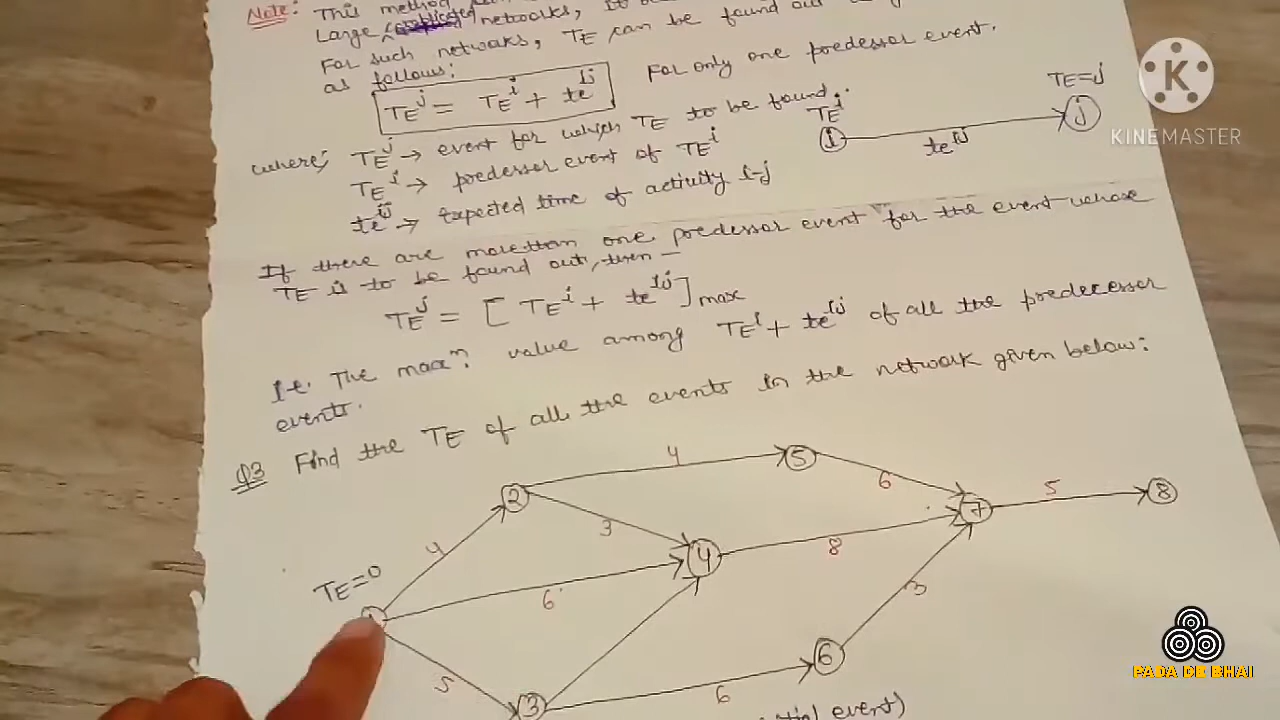 Note: This method
Large networks, it
For such networks, TE can be found out
as follows:
TE^j = TE^i + te^ij For only one predessor event.
where; TE^j → event for which TE to be found.
TE^i → predesser event of TE^i
te^ij → Expected time of activity i-j
TE^i
TE=j
i
j
te^ij
If there are more than one predessor event for the event whose
TE is to be found out, then –
TE^j = [ TE^i + te^ij ] max
I.e. The maxm value among TE^i + te^ij of all the predecesser
events.
Q3 Find the TE of all the events in the network given below:
4
2
5
6
7
5
8
4
3
TE=0
6
4
8
3
5
3
6
6
event)
KINEMASTER
PADA DE BHAI